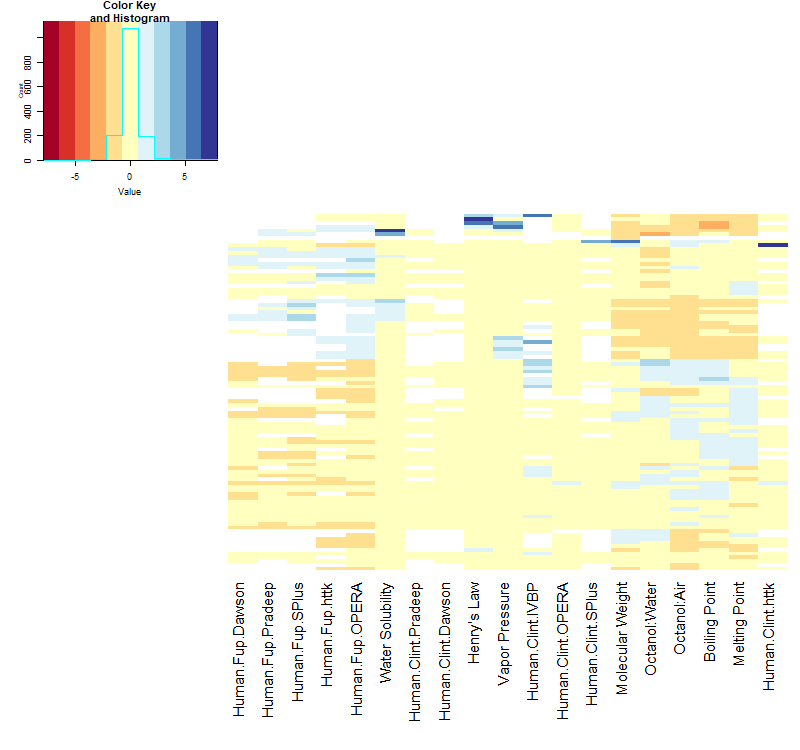 Color Key
and Histogram
Count
0
200
400
600
800
-5
0
5
Value
Human.Fup.Dawson
Human.Fup.Pradeep
Human.Fup.SPlus
Human.Fup.httk
Human.Fup.OPERA
Water Solubility
Human.Clint.Pradeep
Human.Clint.Dawson
Henry's Law
Vapor Pressure
Human.Clint.IVBP
Human.Clint.OPERA
Human.Clint.SPlus
Molecular Weight
Octanol:Water
Octanol:Air
Boiling Point
Melting Point
Human.Clint.httk